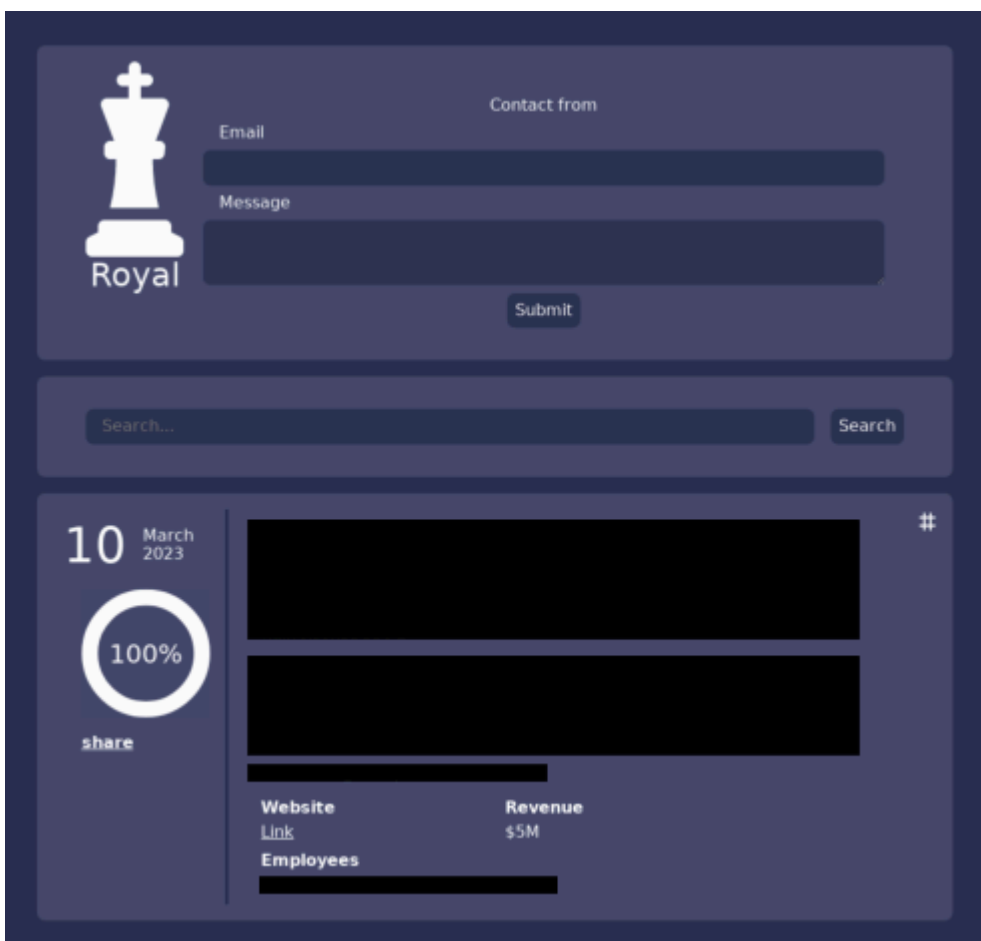 Contact from
Email
Message
Royal
Submit
Search...
Search
10
March
2023
#
100%
share
Website
Revenue
Link
$5M
Employees